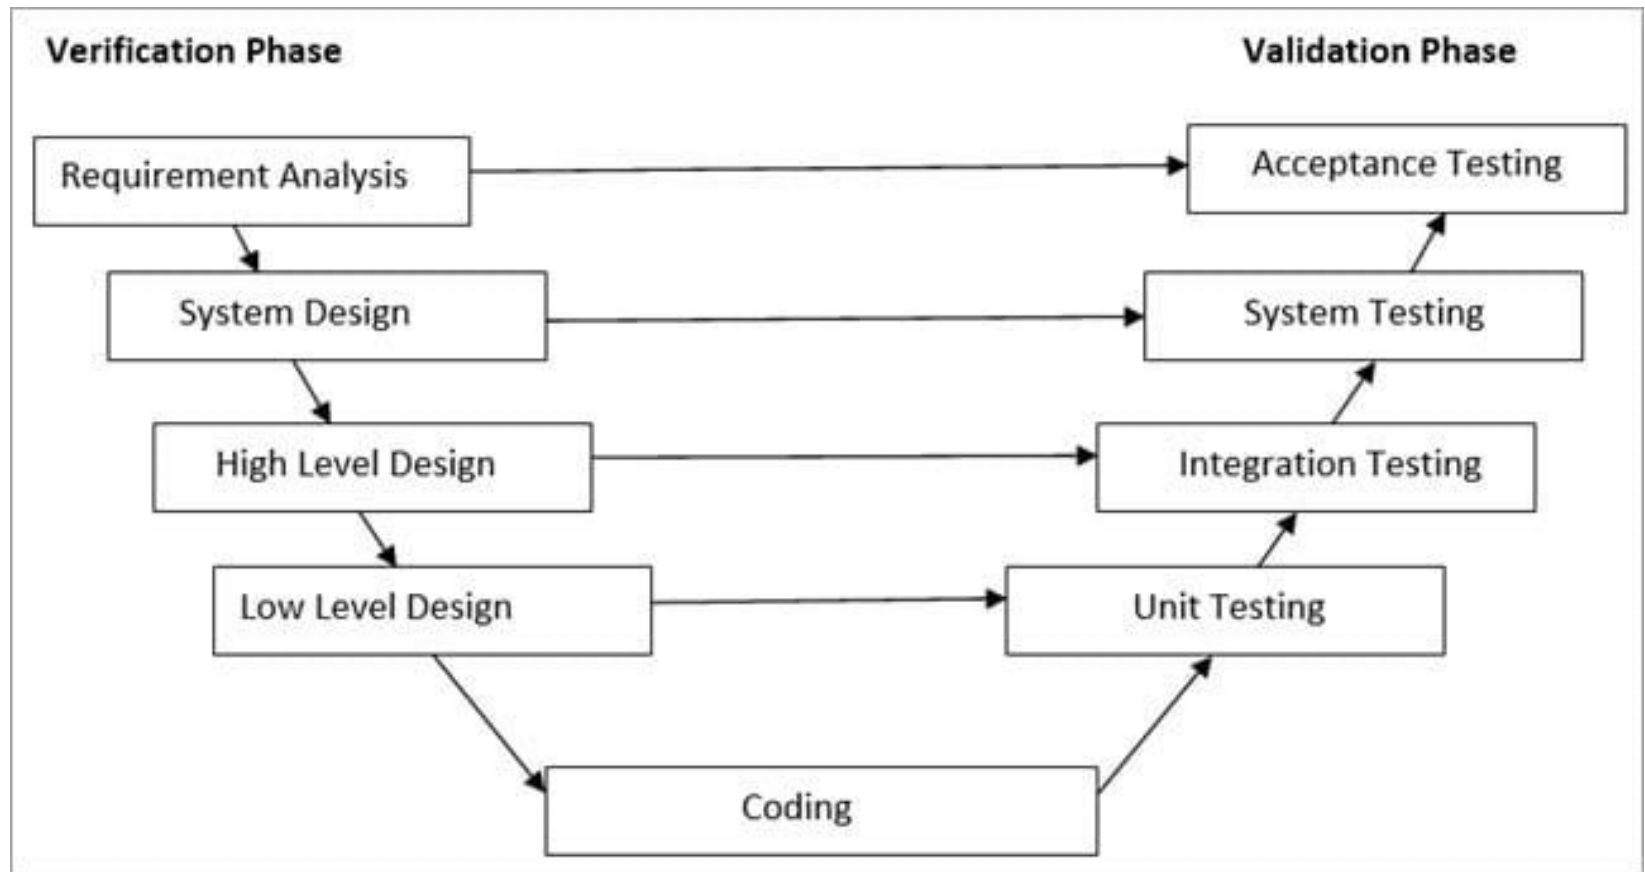 Verification Phase
Validation Phase
Requirement Analysis
Acceptance Testing
System Design
System Testing
High Level Design
Integration Testing
Low Level Design
Unit Testing
Coding